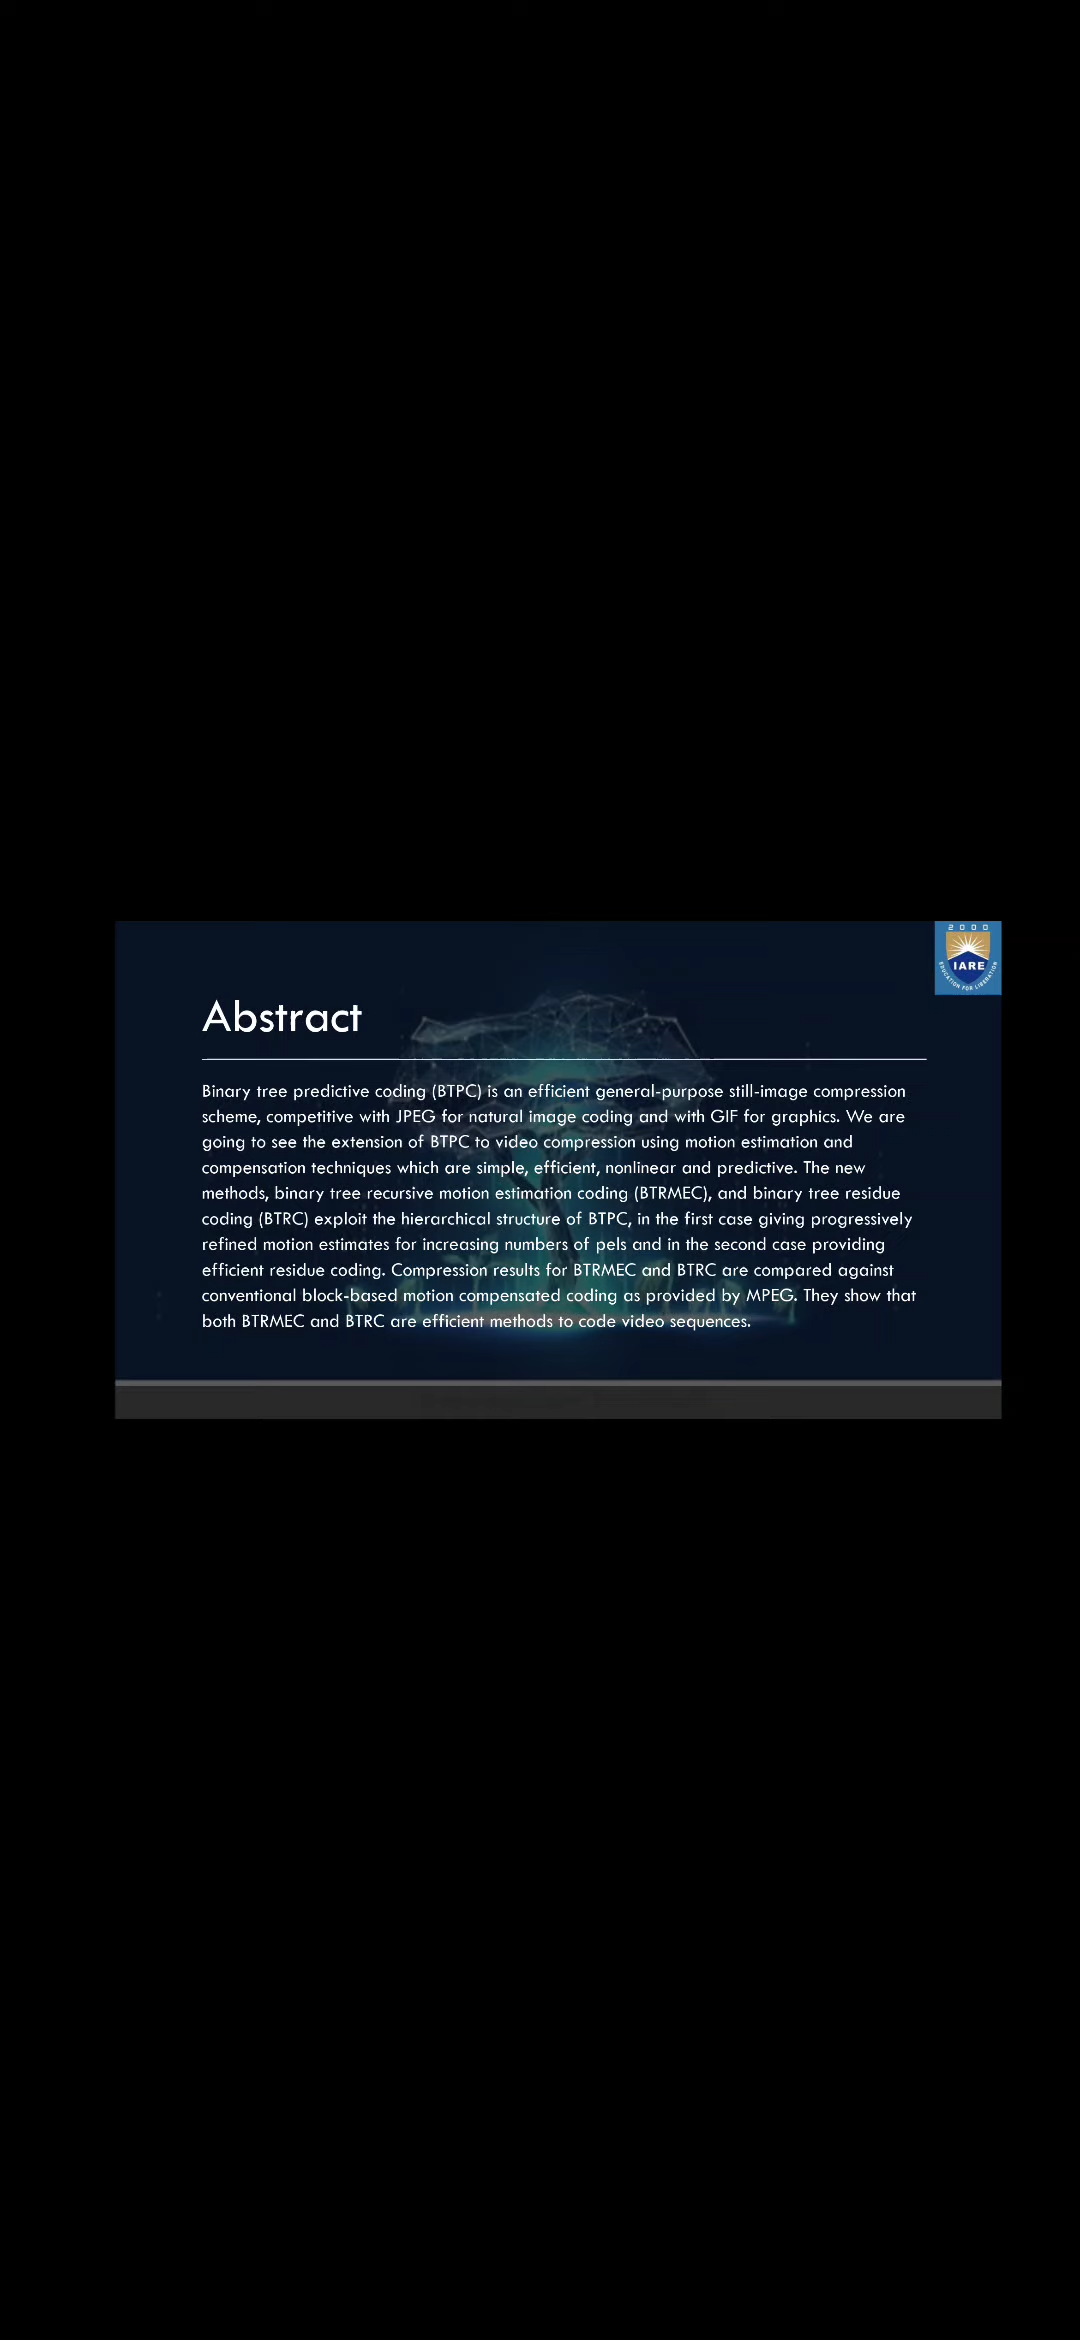 2000
IARE
EDUCATION FOR LIBERATION
Abstract
Binary tree predictive coding (BTPC) is an efficient general-purpose still-image compression
scheme, competitive with JPEG for natural image coding and with GIF for graphics. We are
going to see the extension of BTPC to video compression using motion estimation and
compensation techniques which are simple, efficient, nonlinear and predictive. The new
methods, binary tree recursive motion estimation coding (BTRMEC), and binary tree residue
coding (BTRC) exploit the hierarchical structure of BTPC, in the first case giving progressively
refined motion estimates for increasing numbers of pels and in the second case providing
efficient residue coding. Compression results for BTRMEC and BTRC are compared against
conventional block-based motion compensated coding as provided by MPEG. They show that
both BTRMEC and BTRC are efficient methods to code video sequences.